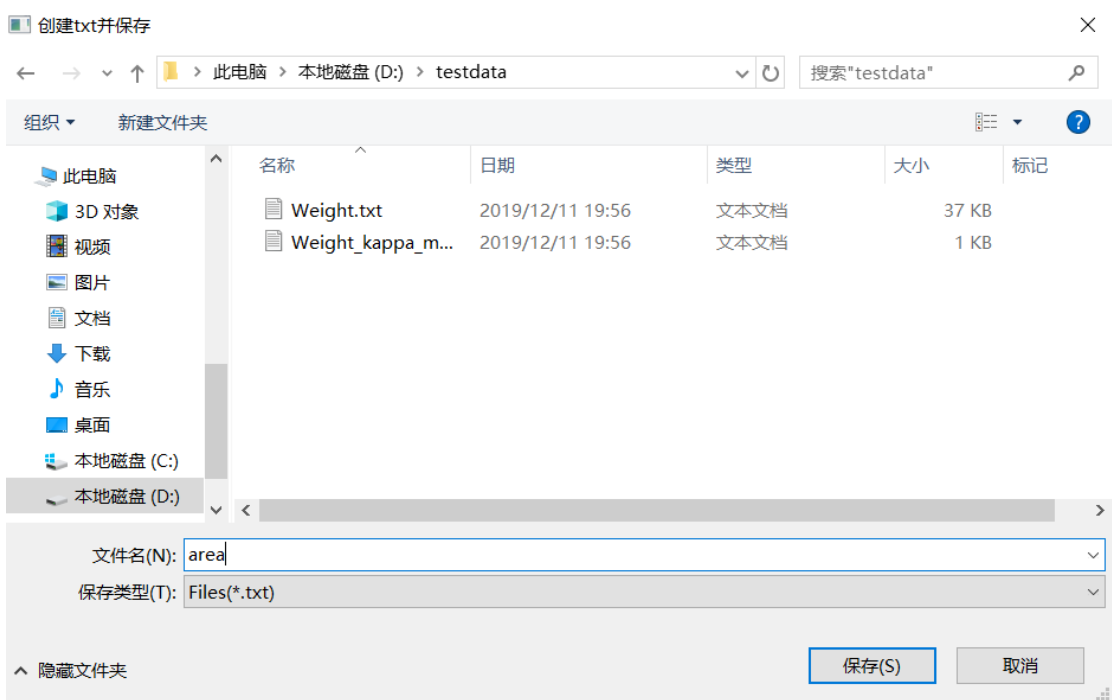 创建txt并保存
此电脑 本地磁盘 (D:) testdata
搜索"testdata"
组织 新建文件夹
此电脑
3D 对象
视频
图片
文档
下载
音乐
桌面
本地磁盘 (C:)
本地磁盘 (D:)
名称 日期 类型 大小 标记
Weight.txt 2019/12/11 19:56 文本文档 37 KB
Weight_kappa_m... 2019/12/11 19:56 文本文档 1 KB
文件名(N): area
保存类型(T): Files(*.txt)
隐藏文件夹 保存(S) 取消